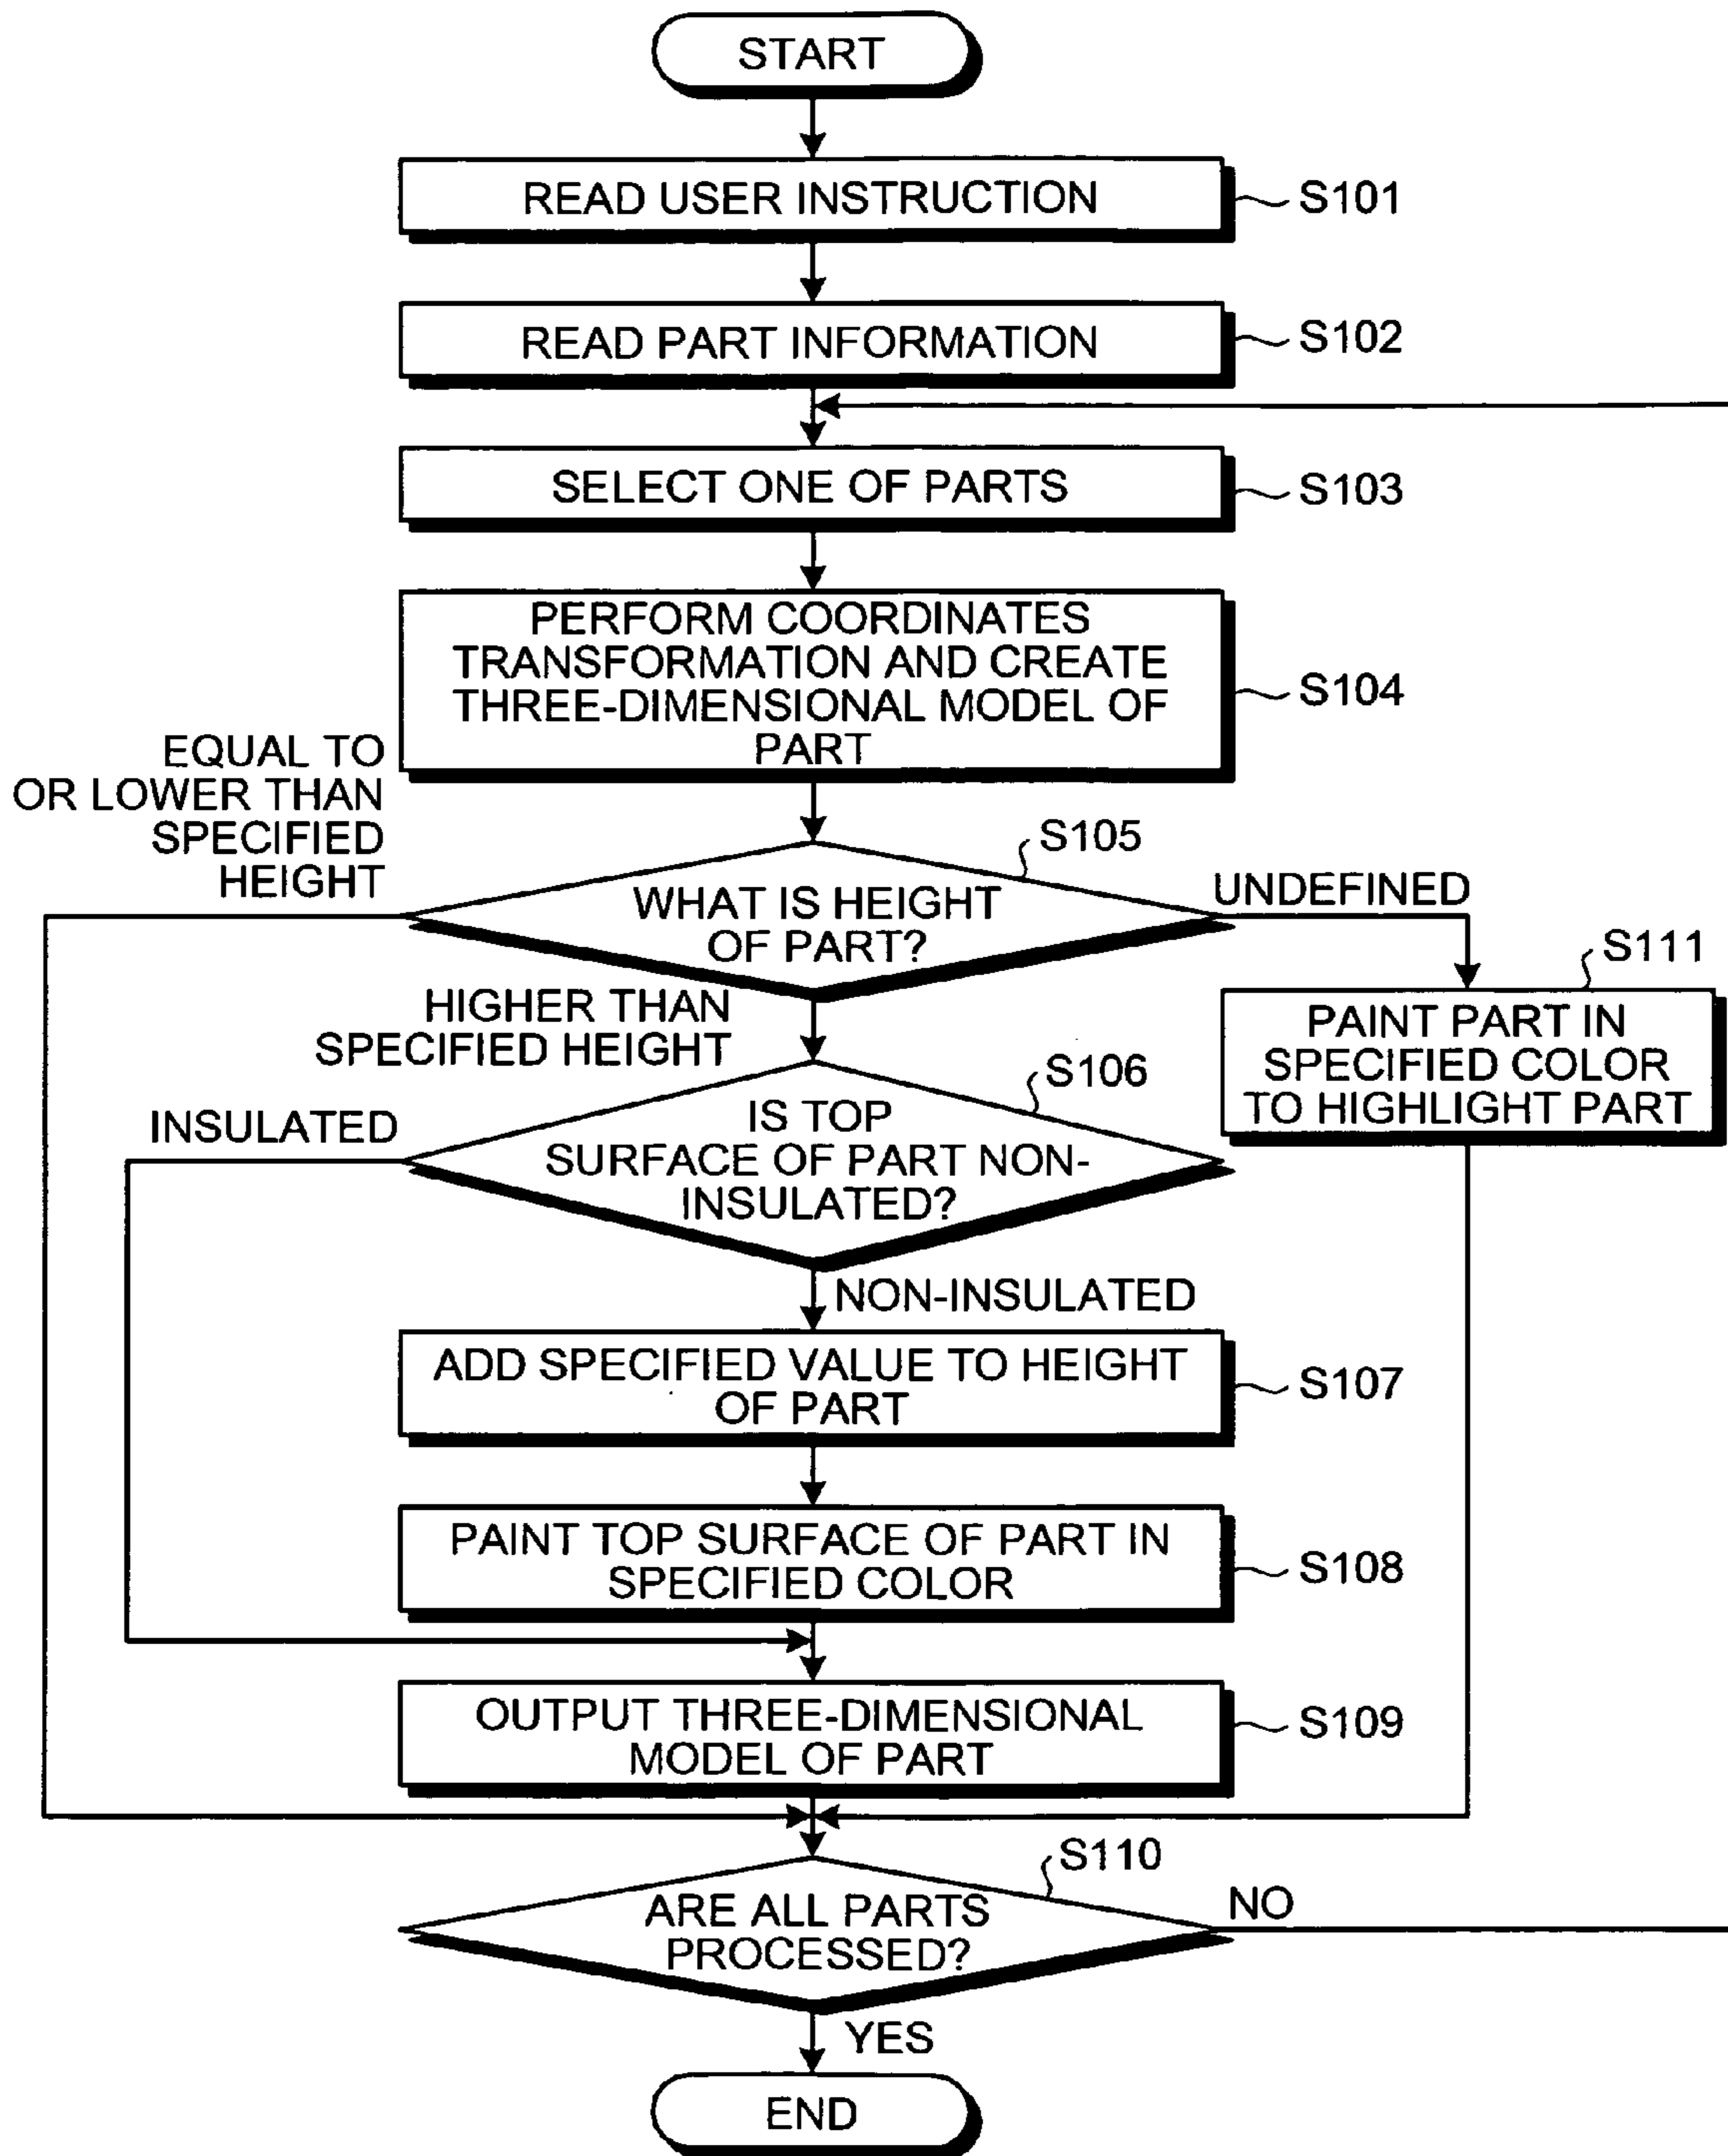 START
READ USER INSTRUCTION
S101
READ PART INFORMATION
S102
SELECT ONE OF PARTS
S103
PERFORM COORDINATES
TRANSFORMATION AND CREATE
THREE-DIMENSIONAL MODEL OF
PART
S104
EQUAL TO
OR LOWER THAN
SPECIFIED
HEIGHT
S105
WHAT IS HEIGHT
OF PART?
UNDEFINED
S111
PAINT PART IN
SPECIFIED COLOR
TO HIGHLIGHT PART
HIGHER THAN
SPECIFIED HEIGHT
S106
IS TOP
SURFACE OF PART NON-
INSULATED?
INSULATED
NON-INSULATED
ADD SPECIFIED VALUE TO HEIGHT
OF PART
S107
PAINT TOP SURFACE OF PART IN
SPECIFIED COLOR
S108
OUTPUT THREE-DIMENSIONAL
MODEL OF PART
S109
S110
ARE ALL PARTS
PROCESSED?
NO
YES
END